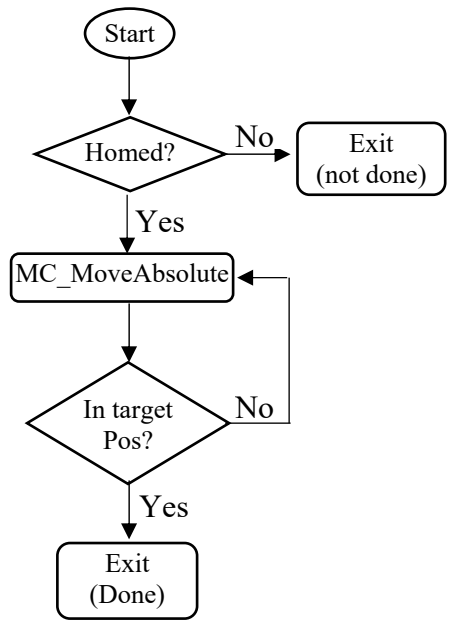 Start
Homed?
No
Exit
(not done)
Yes
MC_MoveAbsolute
In target
Pos?
No
Yes
Exit
(Done)